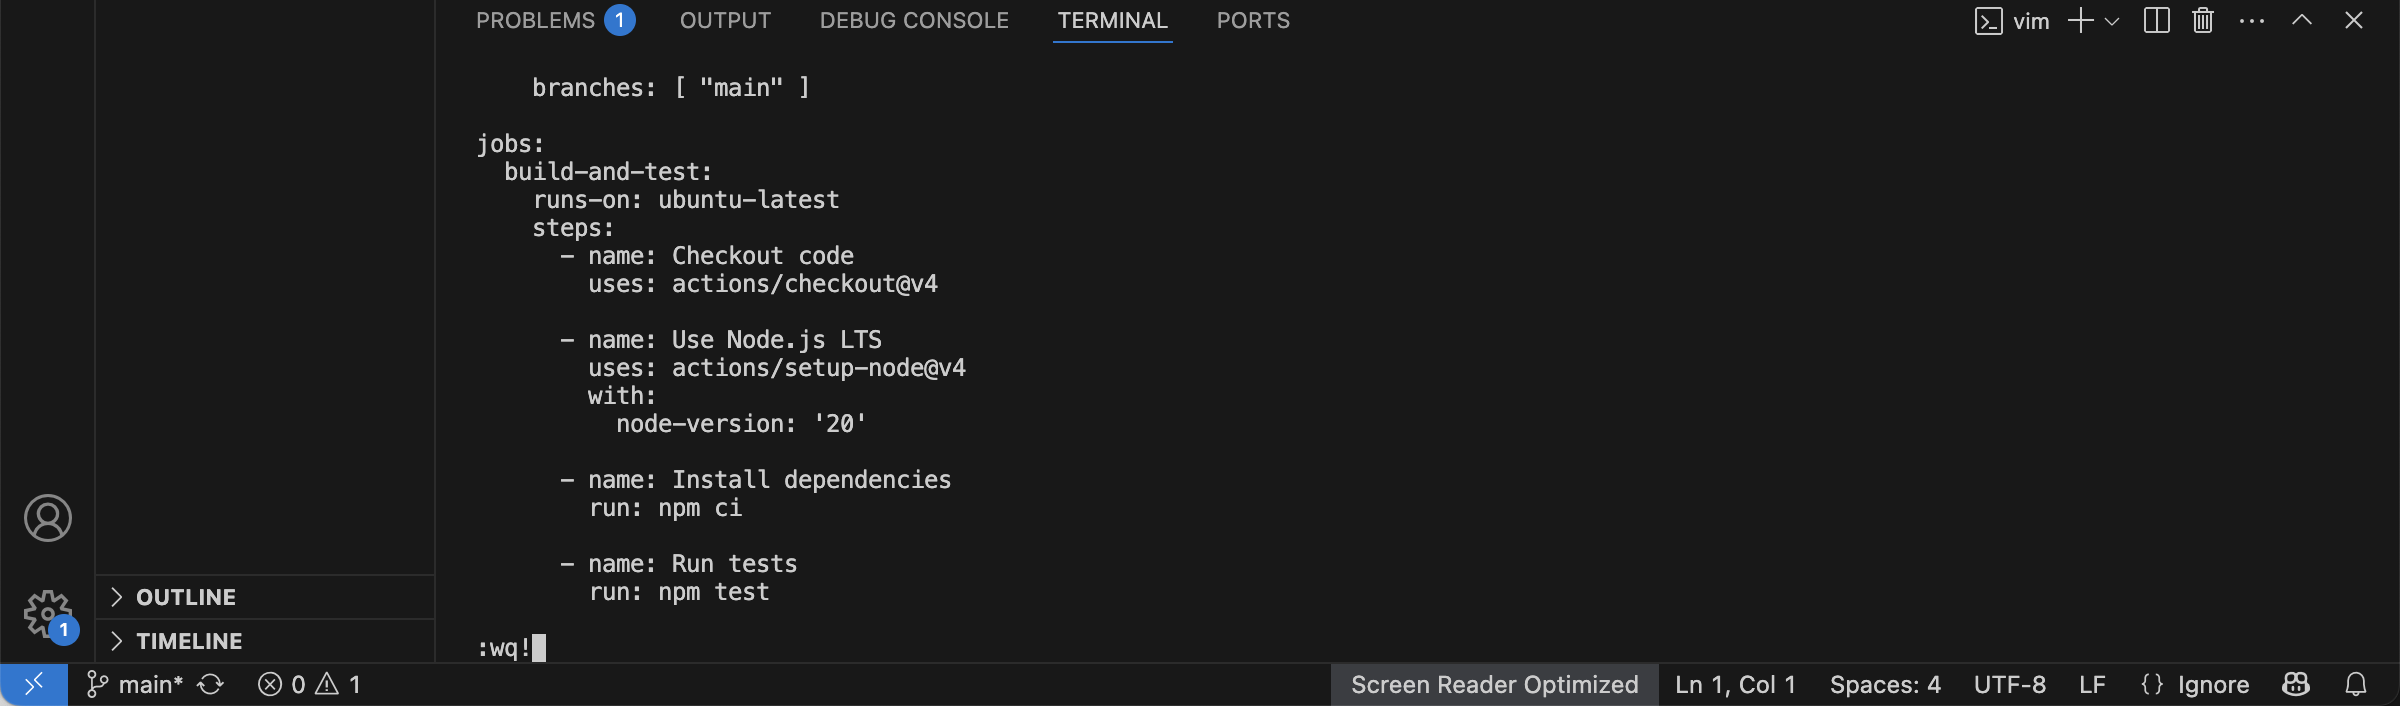 PROBLEMS 1 OUTPUT DEBUG CONSOLE TERMINAL PORTS vim
    branches: [ "main" ]

jobs:
  build-and-test:
    runs-on: ubuntu-latest
    steps:
      - name: Checkout code
        uses: actions/checkout@v4

      - name: Use Node.js LTS
        uses: actions/setup-node@v4
        with:
          node-version: '20'

      - name: Install dependencies
        run: npm ci

      - name: Run tests
        run: npm test

:wq!
OUTLINE
1
TIMELINE
main* 0 1 Screen Reader Optimized Ln 1, Col 1 Spaces: 4 UTF-8 LF {} Ignore